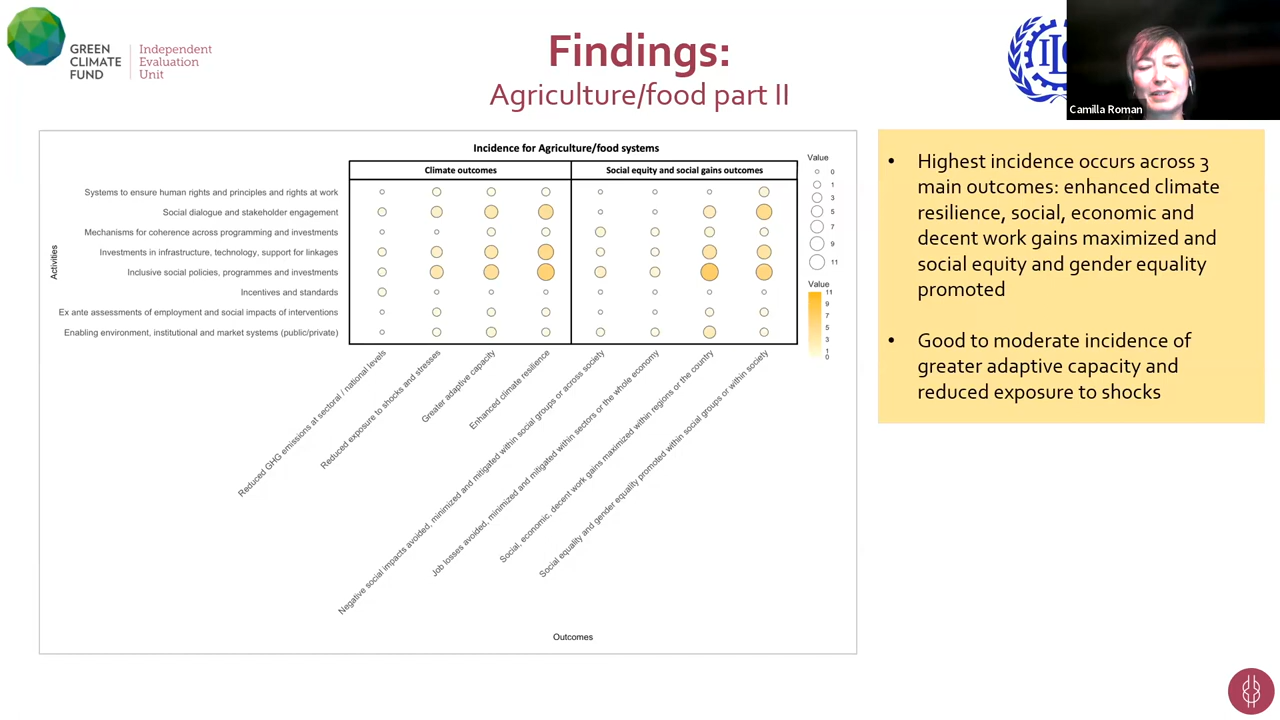 GREEN
CLIMATE
FUND
Independent
Evaluation
Unit
Findings:
Agriculture/food part II
Camilla Roman
Incidence for Agriculture/food systems
Climate outcomes
Social equity and social gains outcomes
Activities
Systems to ensure human rights and principles and rights at work
Social dialogue and stakeholder engagement
Mechanisms for coherence across programming and investments
Investments in infrastructure, technology, support for linkages
Inclusive social policies, programmes and investments
Incentives and standards
Ex ante assessments of employment and social impacts of interventions
Enabling environment, institutional and market systems (public/private)
Reduced GHG emissions at sectoral / national levels
Reduced exposure to shocks and stresses
Greater adaptive capacity
Enhanced climate resilience
Negative social impacts avoided, minimized and mitigated within social groups or across society
Job losses avoided, minimized and mitigated within sectors or the whole economy
Social, economic, decent work gains maximized within regions or the country
Social equality and gender equality promoted within social groups or within society
Outcomes
Value
0
1
3
5
7
9
11
Value
11
9
7
5
3
1
0
• Highest incidence occurs across 3
main outcomes: enhanced climate
resilience, social, economic and
decent work gains maximized and
social equity and gender equality
promoted
• Good to moderate incidence of
greater adaptive capacity and
reduced exposure to shocks